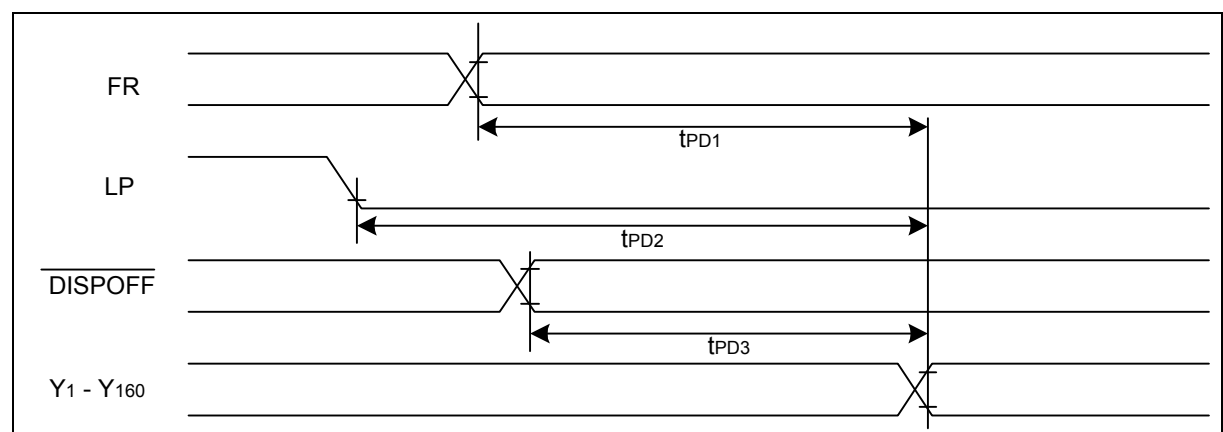 FR
tPD1
LP
tPD2
DISPOFF
tPD3
Y1 - Y160